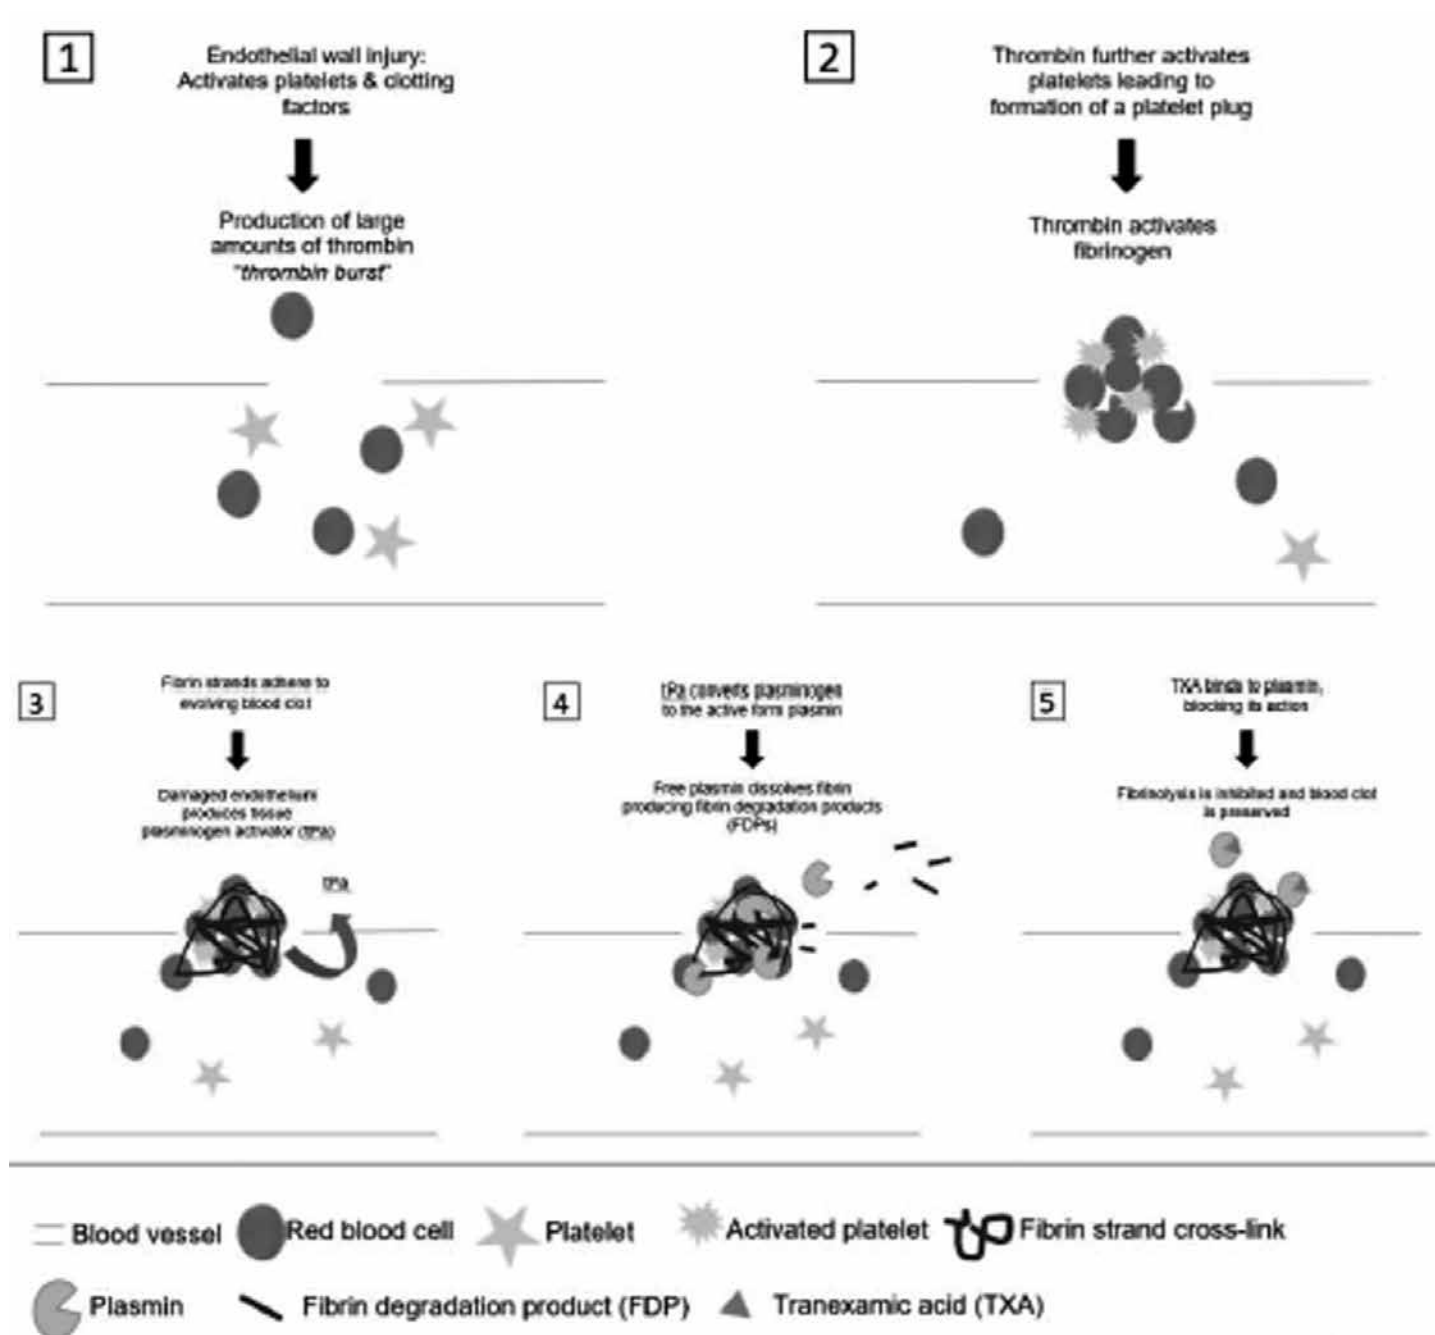 1
Endothelial wall injury:
Activates platelets & clotting
factors
Production of large
amounts of thrombin
"thrombin burst"
2
Thrombin further activates
platelets leading to
formation of a platelet plug
Thrombin activates
fibrinogen
3
Fibrin strands adhere to
evolving blood clot
Damaged endothelium
produces tissue
plasminogen activator (tPa)
tPa
4
tPa converts plasminogen
to the active form plasmin
Free plasmin dissolves fibrin
producing fibrin degradation products
(FDPs)
5
TXA binds to plasmin,
blocking its action
Fibrinolysis is inhibited and blood clot
is preserved
Blood vessel
Red blood cell
Platelet
Activated platelet
Fibrin strand cross-link
Plasmin
Fibrin degradation product (FDP)
Tranexamic acid (TXA)